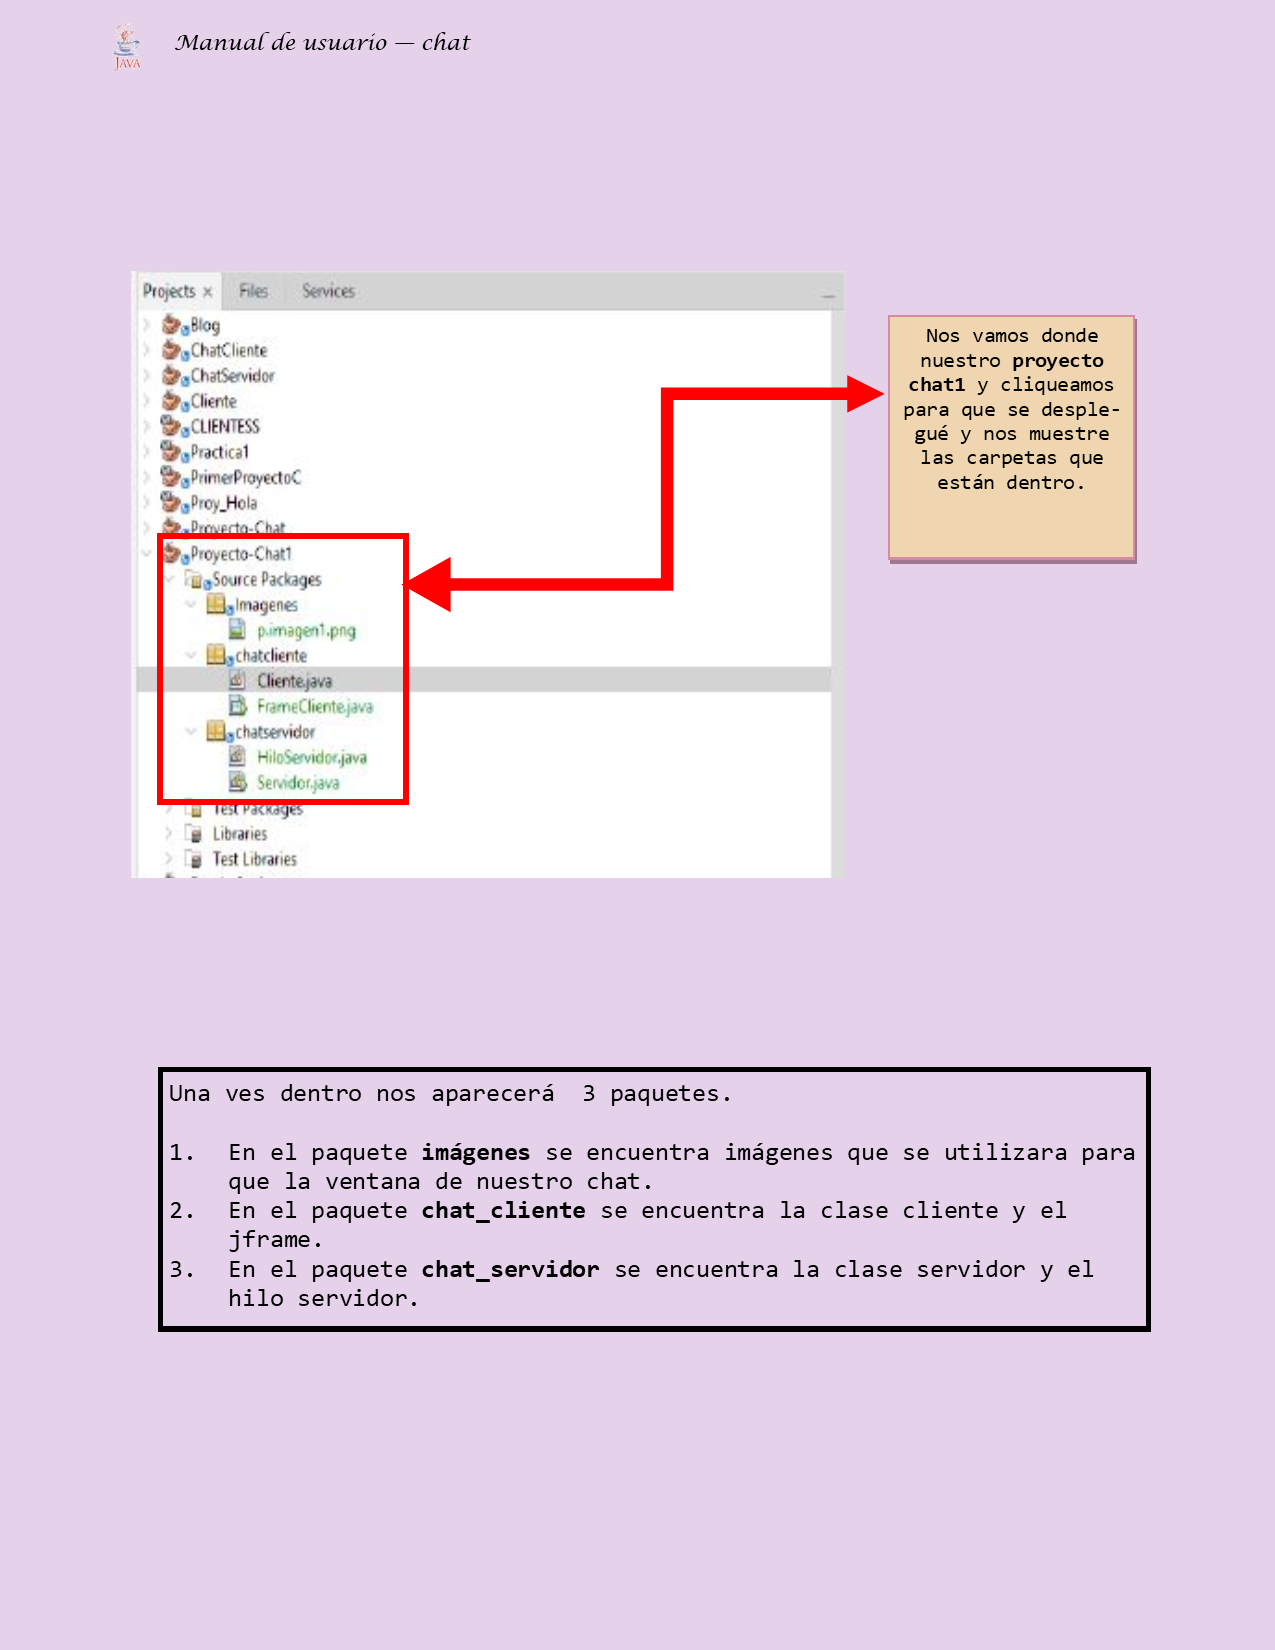 JAVA
Manual de usuario — chat
Projects × Files Services
Blog
ChatCliente
ChatServidor
Cliente
CLIENTESS
Practica1
PrimerProyectoC
Proy_Hola
Proyecto-Chat
Proyecto-Chat1
Source Packages
Imagenes
p.imagen1.png
chatcliente
Cliente.java
FrameCliente.java
chatservidor
HiloServidor.java
Servidor.java
Test Packages
Libraries
Test Libraries
Nos vamos donde
nuestro proyecto
chat1 y cliqueamos
para que se desple-
gué y nos muestre
las carpetas que
están dentro.
Una ves dentro nos aparecerá 3 paquetes.
1. En el paquete imágenes se encuentra imágenes que se utilizara para
que la ventana de nuestro chat.
2. En el paquete chat_cliente se encuentra la clase cliente y el
jframe.
3. En el paquete chat_servidor se encuentra la clase servidor y el
hilo servidor.